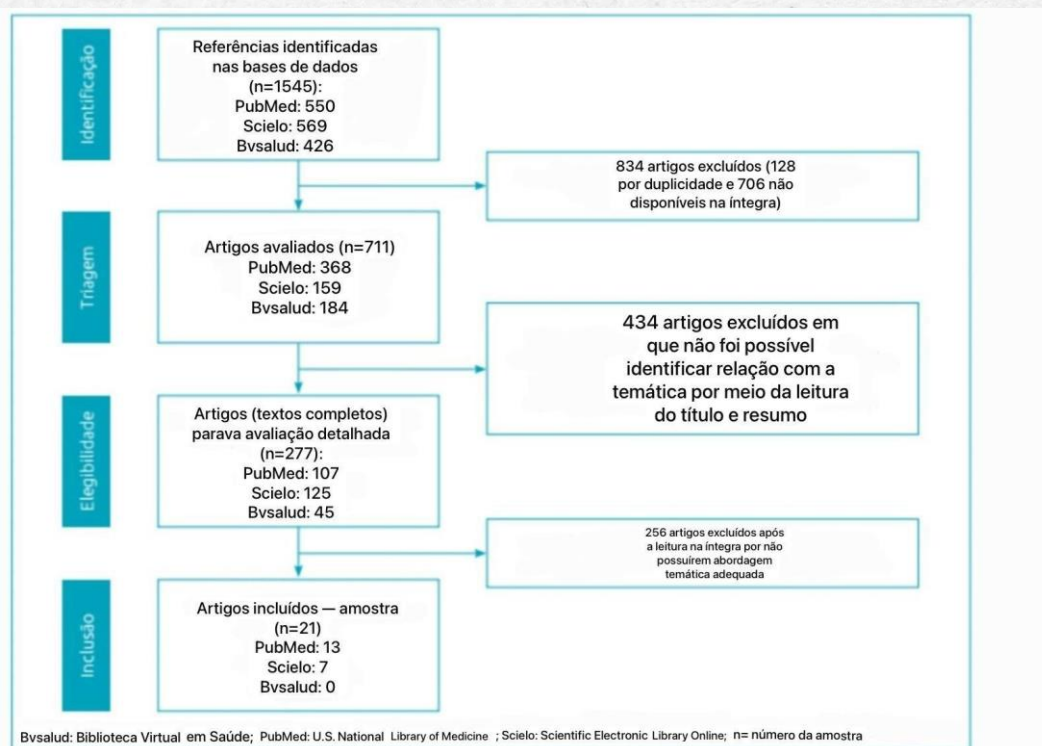 Identificação
Referências identificadas
nas bases de dados
(n=1545):
PubMed: 550
Scielo: 569
Bvsalud: 426
834 artigos excluídos (128
por duplicidade e 706 não
disponíveis na íntegra)
Triagem
Artigos avaliados (n=711)
PubMed: 368
Scielo: 159
Bvsalud: 184
434 artigos excluídos em
que não foi possível
identificar relação com a
temática por meio da leitura
do título e resumo
Elegibilidade
Artigos (textos completos)
parava avaliação detalhada
(n=277):
PubMed: 107
Scielo: 125
Bvsalud: 45
256 artigos excluídos após
a leitura na íntegra por não
possuírem abordagem
temática adequada
Inclusão
Artigos incluídos — amostra
(n=21)
PubMed: 13
Scielo: 7
Bvsalud: 0
Bvsalud: Biblioteca Virtual em Saúde; PubMed: U.S. National Library of Medicine ; Scielo: Scientific Electronic Library Online; n= número da amostra